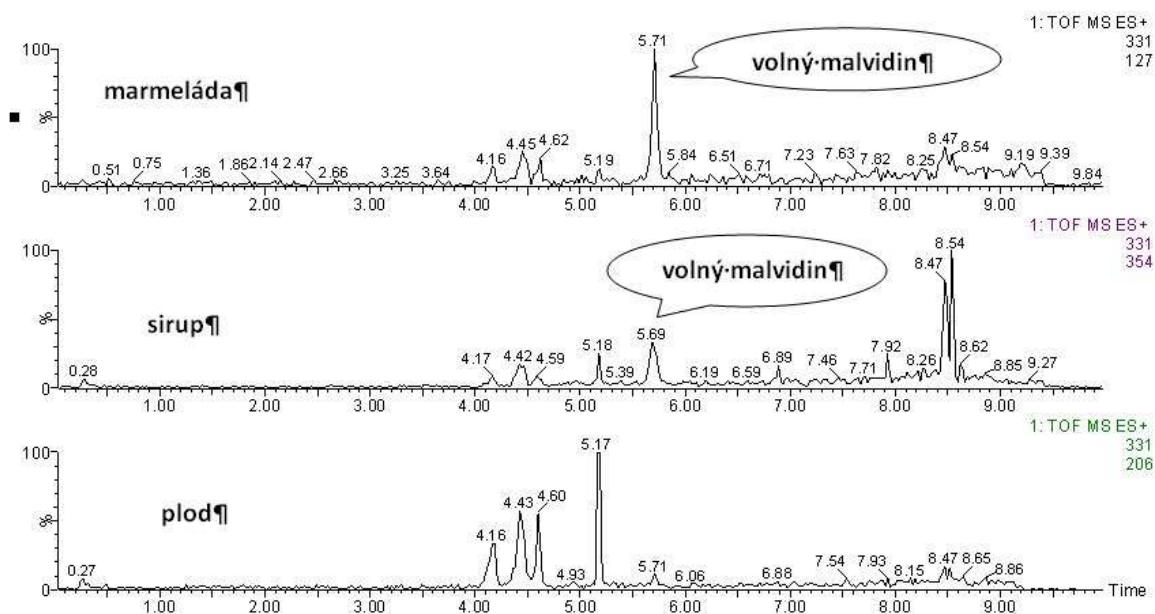 1: TOF MS ES+
331
127
100
%
0
marmeláda¶
volný·malvidin¶
0.51 0.75 1.36 1.86 2.14 2.47 2.66 3.25 3.64 4.16 4.45 4.62 5.19 5.71 5.84 6.51 6.71 7.23 7.63 7.82 8.25 8.47 8.54 9.19 9.39 9.84
1.00 2.00 3.00 4.00 5.00 6.00 7.00 8.00 9.00
1: TOF MS ES+
331
354
100
%
0
sirup¶
volný·malvidin¶
0.28 4.17 4.42 4.59 5.18 5.39 5.69 6.19 6.59 6.89 7.46 7.71 7.92 8.26 8.47 8.54 8.62 8.85 9.27
1.00 2.00 3.00 4.00 5.00 6.00 7.00 8.00 9.00
1: TOF MS ES+
331
206
100
%
0
plod¶
0.27 4.16 4.43 4.60 4.93 5.17 5.71 6.06 6.88 7.54 7.93 8.15 8.47 8.65 8.86
1.00 2.00 3.00 4.00 5.00 6.00 7.00 8.00 9.00
Time